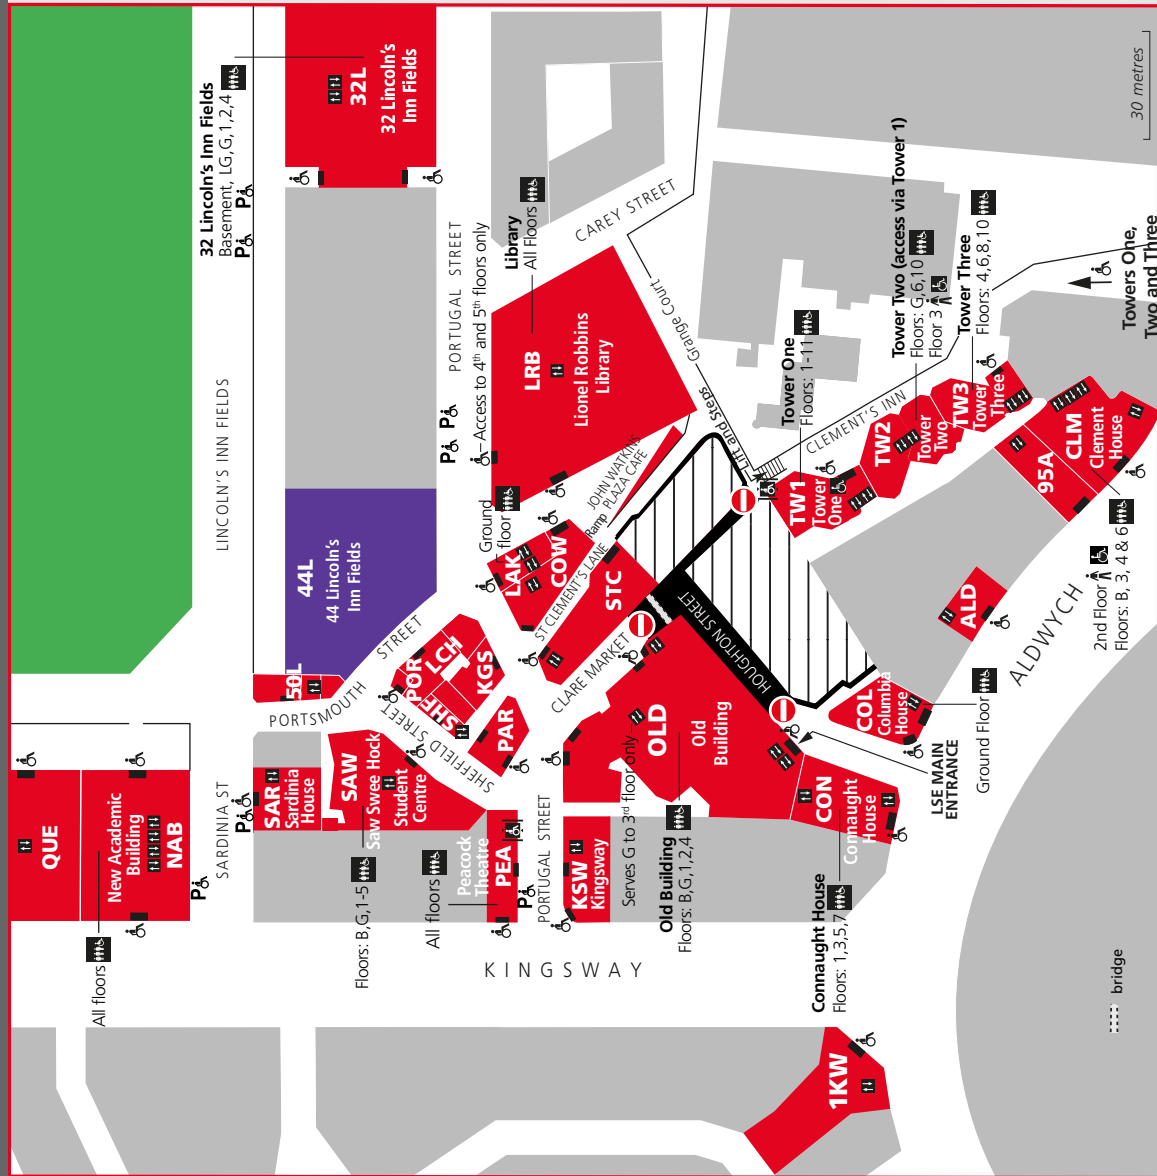 32 Lincoln's Inn Fields
Basement, LG,G,1,2,4
32L
32 Lincoln's
Inn Fields
LINCOLN'S INN FIELDS
44L
44 Lincoln's
Inn Fields
50L
PORTSMOUTH
STREET
PORTUGAL STREET
Access to 4th and 5th floors only
Library
All Floors
CAREY STREET
LRB
Lionel Robbins
Library
Grange Court
Lift and Steps
JOHN WATKINS
PLAZA CAFE
Ramp
Ground
floor
LAK
COW
ST CLEMENT'S LANE
STC
CLARE MARKET
HOUGHTON STREET
POR
LCH
SHF
KGS
PAR
SHEFFIELD STREET
QUE
New Academic
Building
NAB
All floors
SARDINIA ST
SAR
Sardinia
House
SAW
Saw Swee Hock
Student
Centre
Floors: B,G,1-5
All floors
Peacock
Theatre
PEA
PORTUGAL STREET
KSW
Kingsway
Serves G to 3rd floor only
Old Building
Floors: B,G,1,2,4
OLD
Old
Building
KINGSWAY
CON
Connaught
House
Connaught House
Floors: 1,3,5,7
LSE MAIN
ENTRANCE
COL
Columbia
House
Ground Floor
ALDWYCH
ALD
2nd Floor
Floors: B, 3, 4 & 6
95A
CLM
Clement
House
Tower One
Floors: 1-11
TW1
Tower
One
CLEMENT'S INN
TW2
Tower
Two
Tower Two (access via Tower 1)
Floors: G,6,10
Floor 3
TW3
Tower
Three
Tower Three
Floors: 4,6,8,10
Towers One,
Two and Three
30 metres
1KW
bridge
P
P
P
P
P
P
P